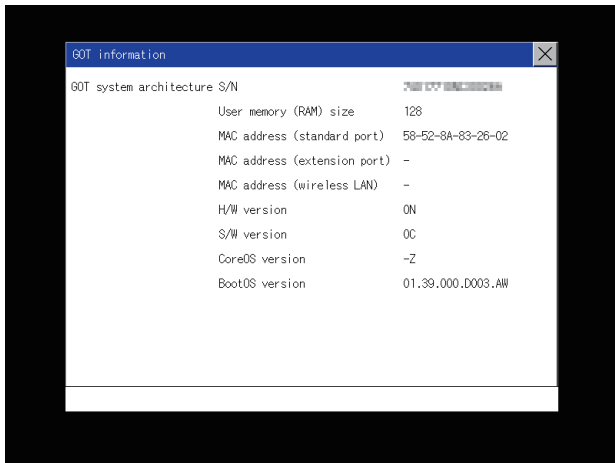 GOT information
GOT system architecture S/N
User memory (RAM) size 128
MAC address (standard port) 58-52-8A-83-26-02
MAC address (extension port) -
MAC address (wireless LAN) -
H/W version 0N
S/W version 0C
CoreOS version -Z
BootOS version 01.39.000.D003.AW